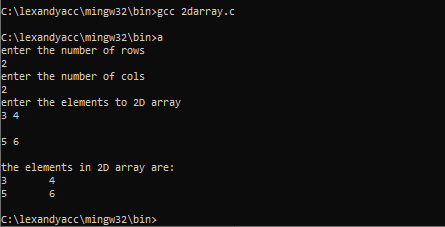 C:\lexandyacc\mingw32\bin>gcc 2darray.c
C:\lexandyacc\mingw32\bin>a
enter the number of rows
2
enter the number of cols
2
enter the elements to 2D array
3 4
5 6
the elements in 2D array are:
3 4
5 6
C:\lexandyacc\mingw32\bin>